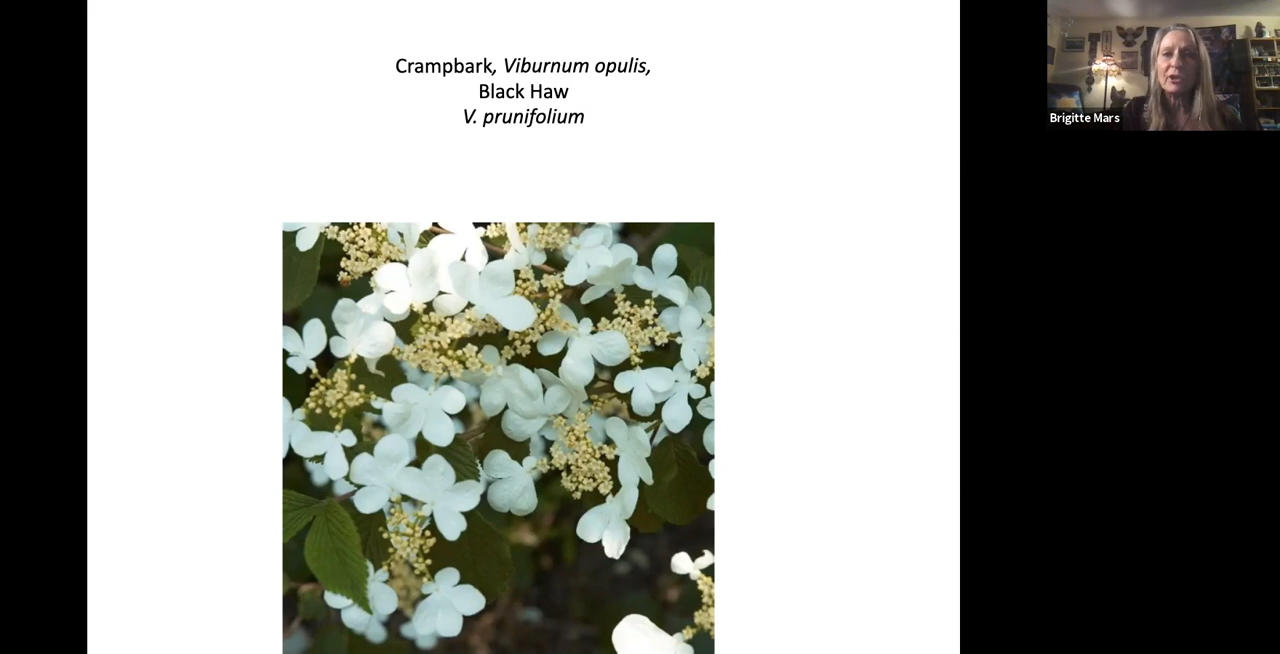 Crampbark, Viburnum opulis,
Black Haw
V. prunifolium
Brigitte Mars